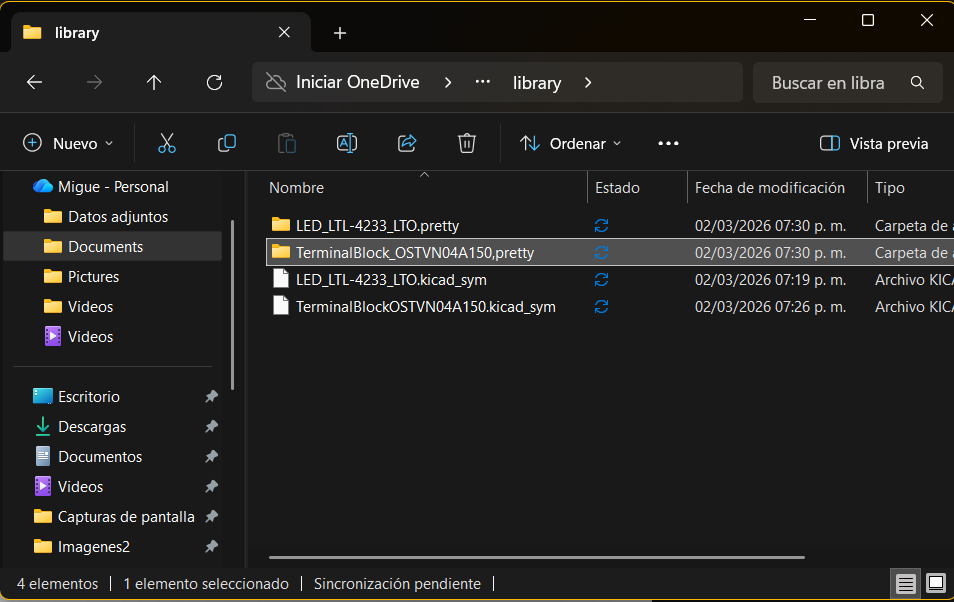 library
Iniciar OneDrive > ... library >
Buscar en libra
Nuevo
Ordenar
Vista previa
Migue - Personal
Datos adjuntos
Documents
Pictures
Videos
Videos
Escritorio
Descargas
Documentos
Videos
Capturas de pantalla
Imagenes2
Nombre Estado Fecha de modificación Tipo
LED_LTL-4233_LTO.pretty 02/03/2026 07:30 p. m. Carpeta de a
TerminalBlock_OSTVN04A150,pretty 02/03/2026 07:30 p. m. Carpeta de a
LED_LTL-4233_LTO.kicad_sym 02/03/2026 07:19 p. m. Archivo KICA
TerminalBlockOSTVN04A150.kicad_sym 02/03/2026 07:26 p. m. Archivo KICA
4 elementos | 1 elemento seleccionado | Sincronización pendiente |